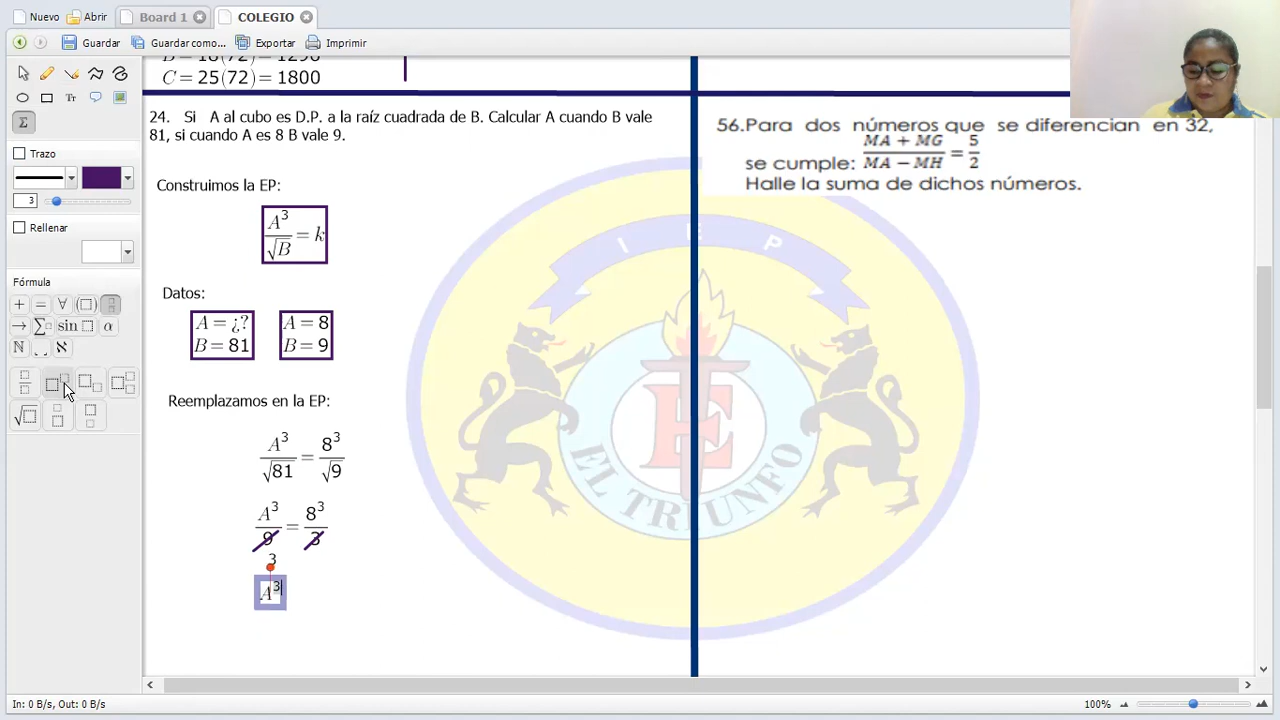 Nuevo Abrir Board 1 COLEGIO
Guardar Guardar como... Exportar Imprimir
B = 18(72) = 1296
C = 25(72) = 1800
24. Si A al cubo es D.P. a la raíz cuadrada de B. Calcular A cuando B vale
81, si cuando A es 8 B vale 9.
Construimos la EP:
A³/√B = k
Datos:
A = ¿?
B = 81
A = 8
B = 9
Reemplazamos en la EP:
A³/√81 = 8³/√9
A³/9 = 8³/3
3
A³
56.Para dos números que se diferencian en 32,
se cumple: (MA + MG)/(MA − MH) = 5/2
Halle la suma de dichos números.
I E P
EL TRIUNFO
E
Tr
Σ
Trazo
3
Rellenar
Fórmula
+ = ∀ (□)
→ Σ sin □ α
N ℵ
√
In: 0 B/s, Out: 0 B/s
100%